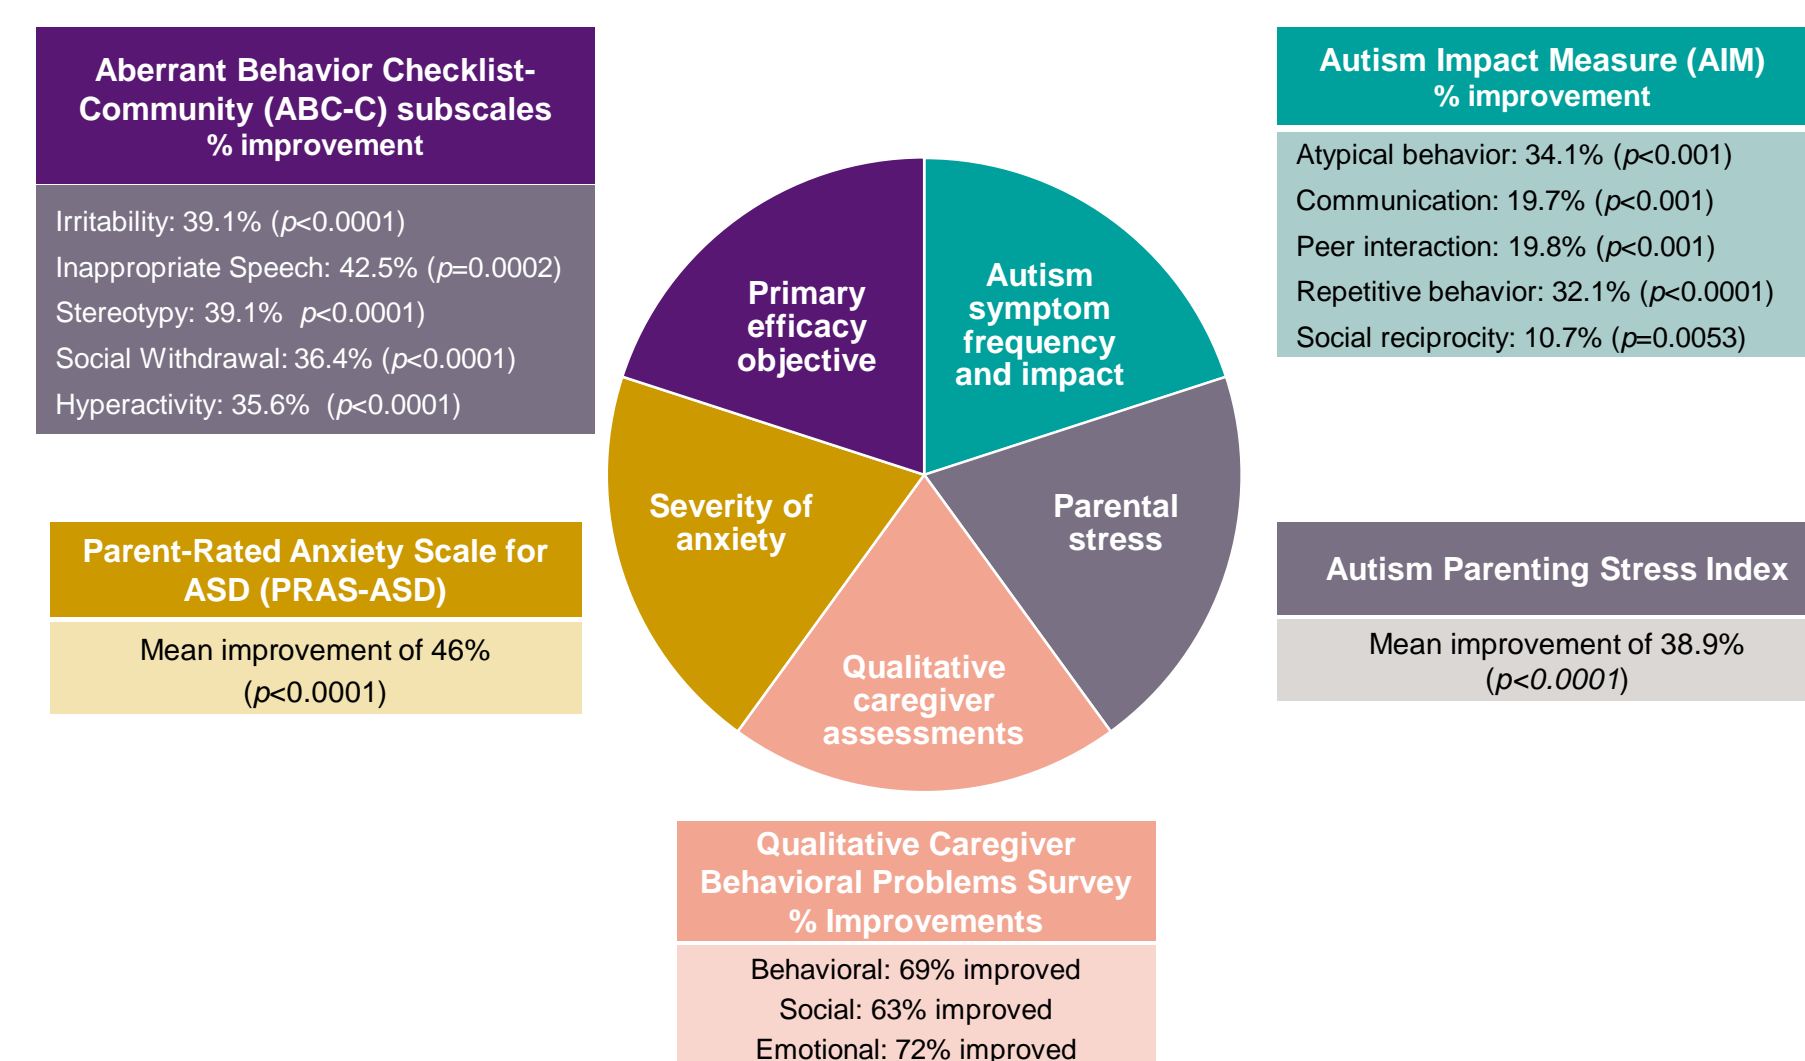 Aberrant Behavior Checklist-
Community (ABC-C) subscales
% improvement
Irritability: 39.1% (p<0.0001)
Inappropriate Speech: 42.5% (p=0.0002)
Stereotypy: 39.1%  p<0.0001)
Social Withdrawal: 36.4% (p<0.0001)
Hyperactivity: 35.6%  (p<0.0001)
Autism Impact Measure (AIM)
% improvement
Atypical behavior: 34.1% (p<0.001)
Communication: 19.7% (p<0.001)
Peer interaction: 19.8% (p<0.001)
Repetitive behavior: 32.1% (p<0.0001)
Social reciprocity: 10.7% (p=0.0053)
Primary
efficacy
objective
Autism
symptom
frequency
and impact
Severity of
anxiety
Parental
stress
Qualitative
caregiver
assessments
Parent-Rated Anxiety Scale for
ASD (PRAS-ASD)
Mean improvement of 46%
(p<0.0001)
Autism Parenting Stress Index
Mean improvement of 38.9%
(p<0.0001)
Qualitative Caregiver
Behavioral Problems Survey
% Improvements
Behavioral: 69% improved
Social: 63% improved
Emotional: 72% improved